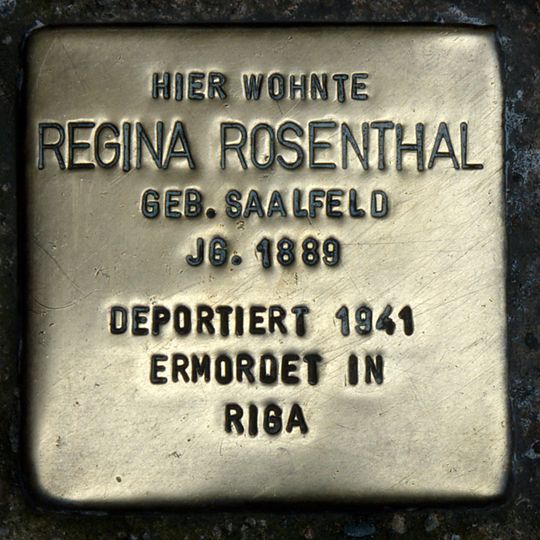 HIER WOHNTE
REGINA ROSENTHAL
GEB. SAALFELD
JG. 1889
DEPORTIERT 1941
ERMORDET IN
RIGA